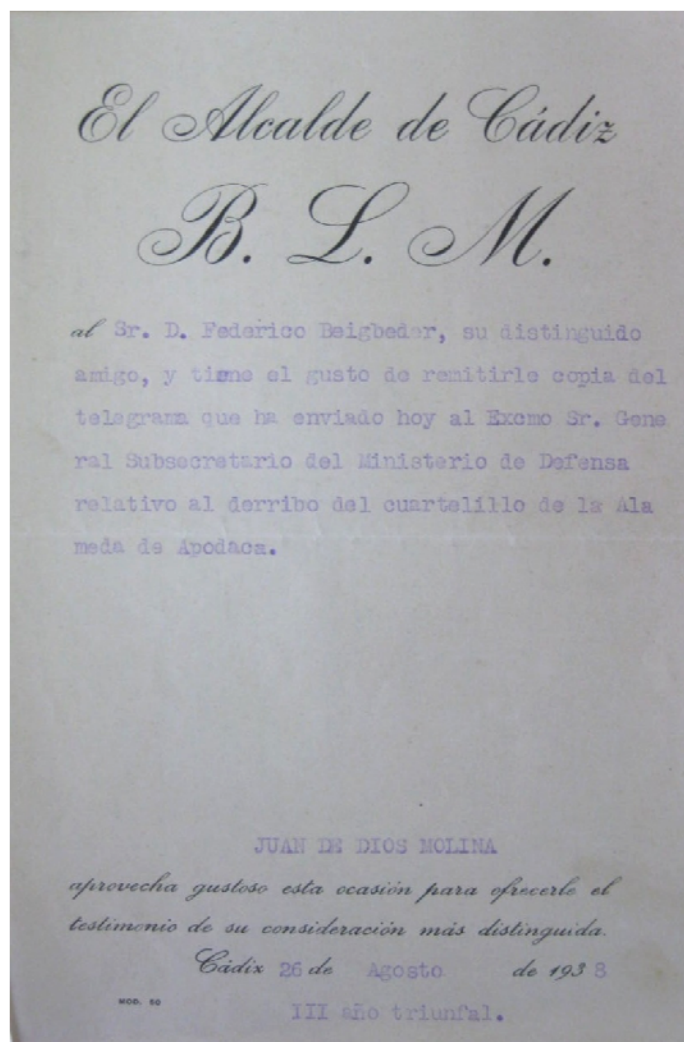 El Alcalde de Cádiz
B. L. M.
al Sr. D. Federico Beigbeder, su distinguido
amigo, y tiene el gusto de remitirle copia del
telegrama que ha enviado hoy al Excmo Sr. Gene
ral Subsecretario del Ministerio de Defensa
relativo al derribo del cuartelillo de la Ala
meda de Apodaca.
JUAN DE DIOS MOLINA
aprovecha gustoso esta ocasión para ofrecerle el
testimonio de su consideración más distinguida.
Cádiz 26 de Agosto de 1938
MOD. 50
III año triunfal.